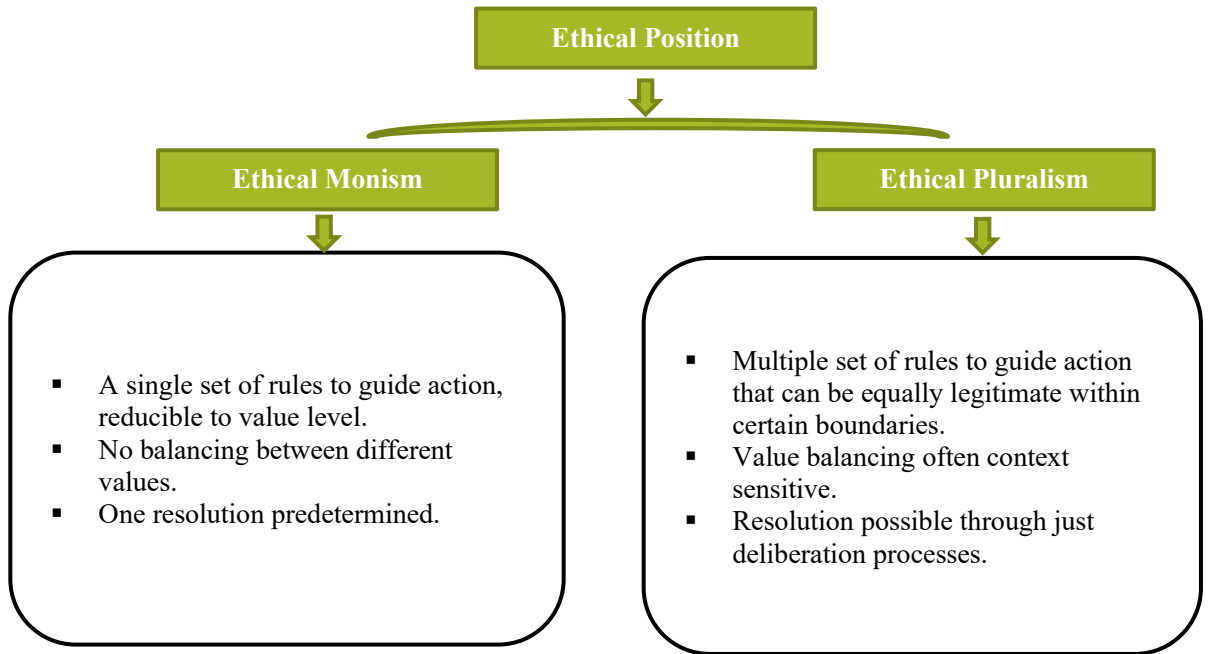 Ethical Position
Ethical Monism
Ethical Pluralism
▪ A single set of rules to guide action,
reducible to value level.
▪ No balancing between different
values.
▪ One resolution predetermined.
▪ Multiple set of rules to guide action
that can be equally legitimate within
certain boundaries.
▪ Value balancing often context
sensitive.
▪ Resolution possible through just
deliberation processes.